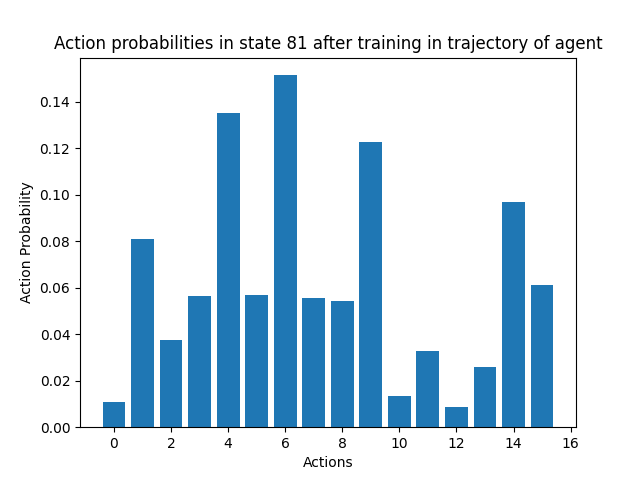 Action probabilities in state 81 after training in trajectory of agent
0.14
0.12
0.10
0.08
0.06
0.04
0.02
0.00
Action Probability
0 2 4 6 8 10 12 14 16
Actions